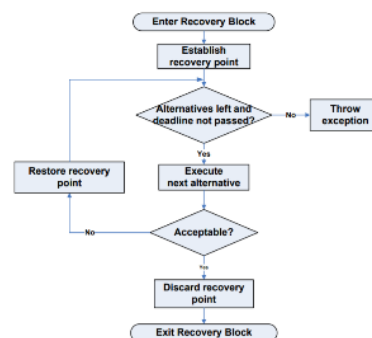 Enter Recovery Block
Establish
recovery point
Alternatives left and
deadline not passed?
No
Throw
exception
Yes
Execute
next alternative
Restore recovery
point
Acceptable?
No
Yes
Discard recovery
point
Exit Recovery Block